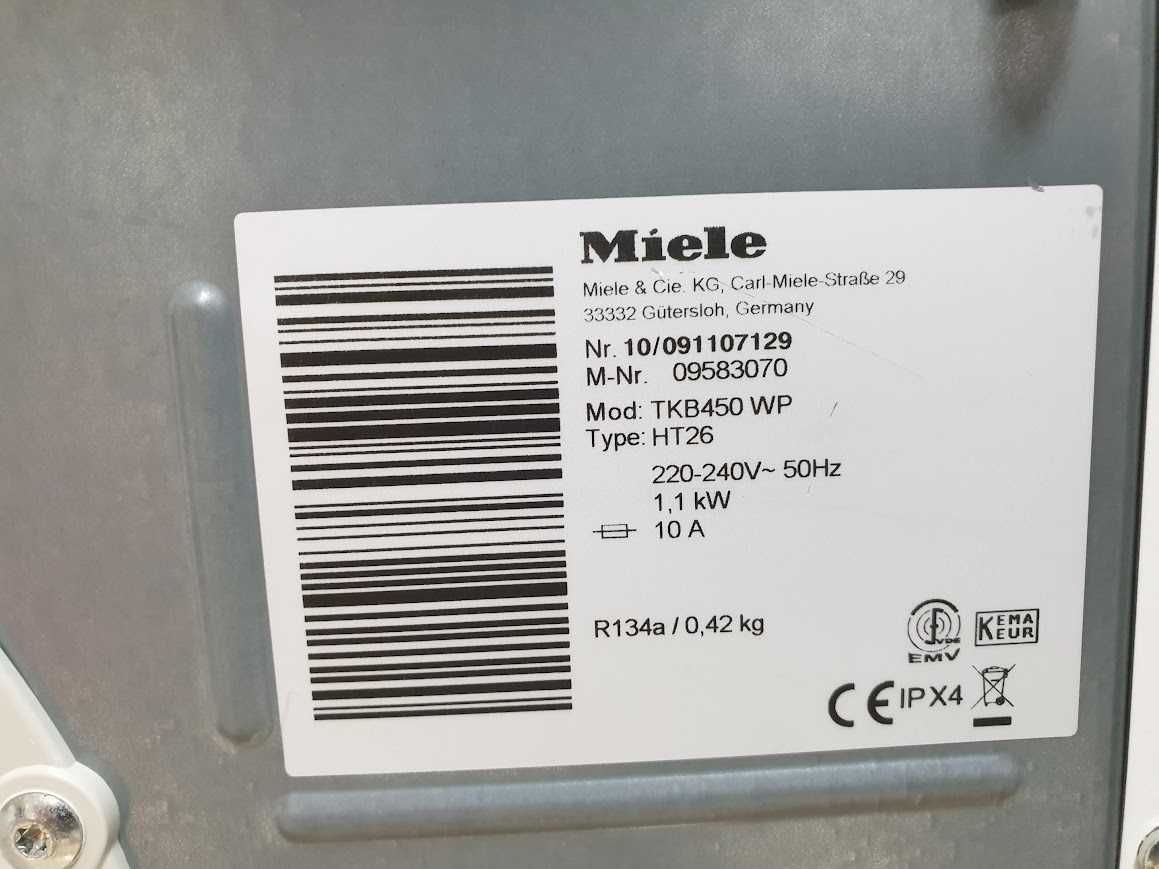 Miele
Miele & Cie. KG, Carl-Miele-Straße 29
33332 Gütersloh, Germany
Nr. 10/091107129
M-Nr. 09583070
Mod: TKB450 WP
Type: HT26
220-240V~ 50Hz
1,1 kW
10 A
R134a / 0,42 kg
VDE
EMV
KEMA
EUR
CE IPX4